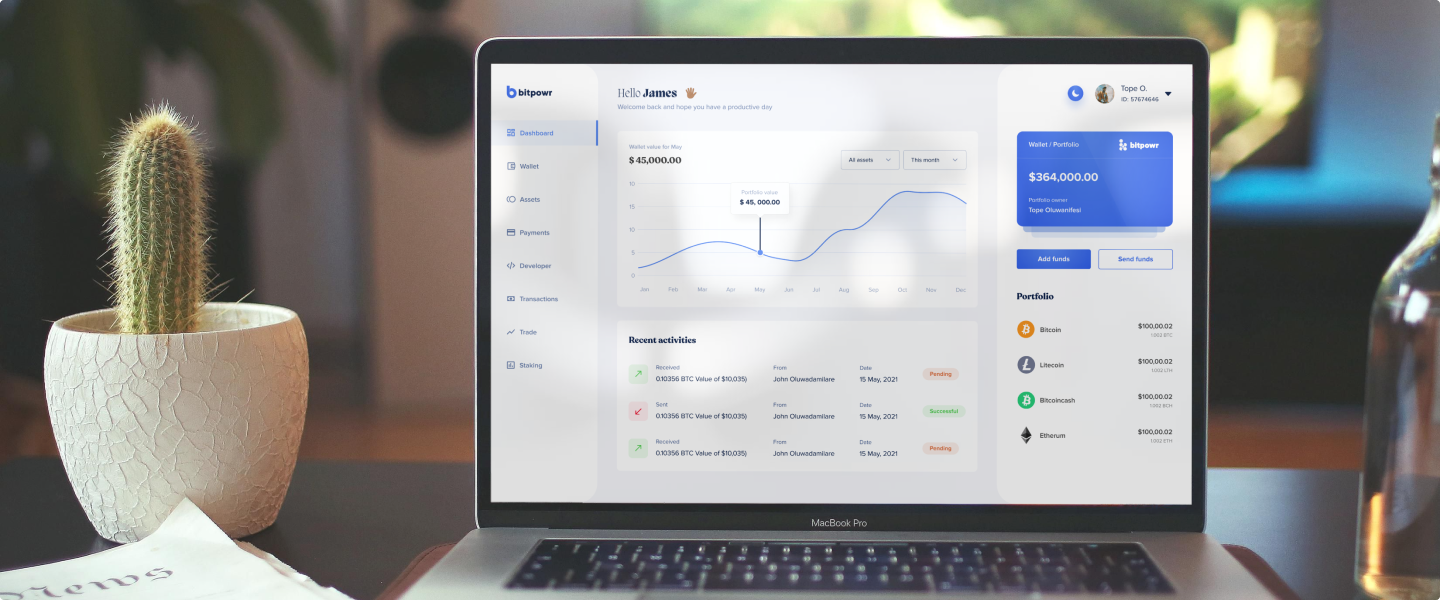 bitpowr
Dashboard
Wallet
Assets
Payments
Developer
Transactions
Trade
Staking
Hello James
Welcome back and hope you have a productive day
Wallet value for May
$ 45,000.00
All assets
This month
Portfolio value
$ 45, 000.00
10
15
10
5
0
Jan Feb Mar Apr May Jun Jul Aug Sep Oct Nov Dec
Recent activities
Received From Date
0.10356 BTC Value of $10,035) John Oluwadamilare 15 May, 2021 Pending
Sent From Date
0.10356 BTC Value of $10,035) John Oluwadamilare 15 May, 2021 Successful
Received From Date
0.10356 BTC Value of $10,035) John Oluwadamilare 15 May, 2021 Pending
Tope O.
ID: 57674646
Wallet / Portfolio bitpowr
$364,000.00
Portfolio owner
Tope Oluwanifesi
Add funds Send funds
Portfolio
Bitcoin $100,00.02
1.002 BTC
Litecoin $100,00.02
1.002 LTH
Bitcoincash $100,00.02
1.002 BCH
Etherum $100,00.02
1.002 ETH
MacBook Pro
news